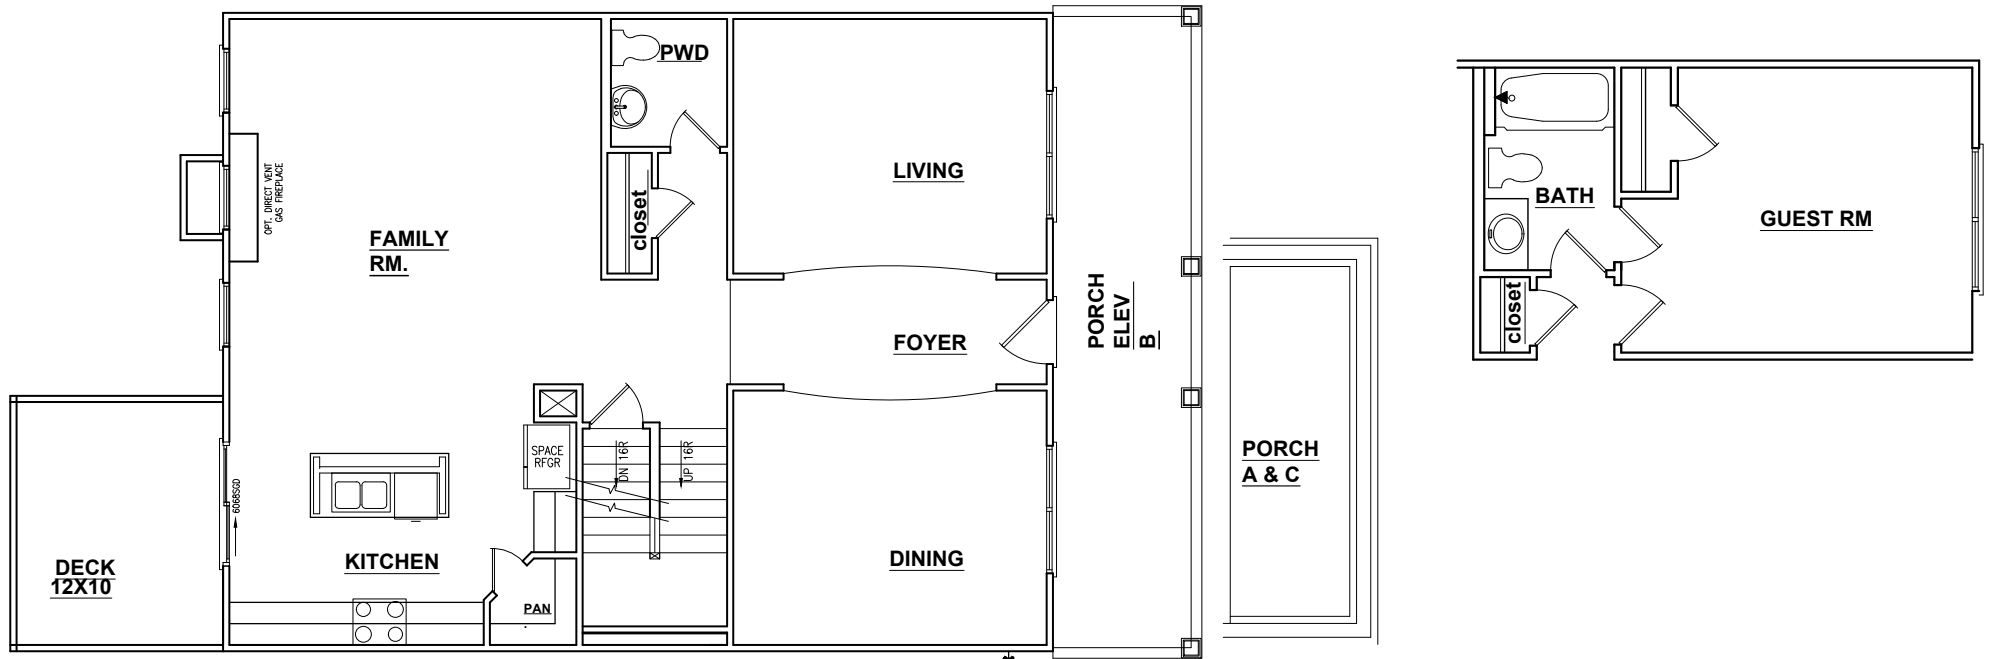 PWD
LIVING
closet
OPT. DIRECT VENT
GAS FIREPLACE
FAMILY
RM.
FOYER
PORCH
ELEV
B
SPACE
RFGR
DN 16R
UP 16R
6068SGD
KITCHEN
DECK
12X10
PAN
DINING
PORCH
A & C
BATH
GUEST RM
closet